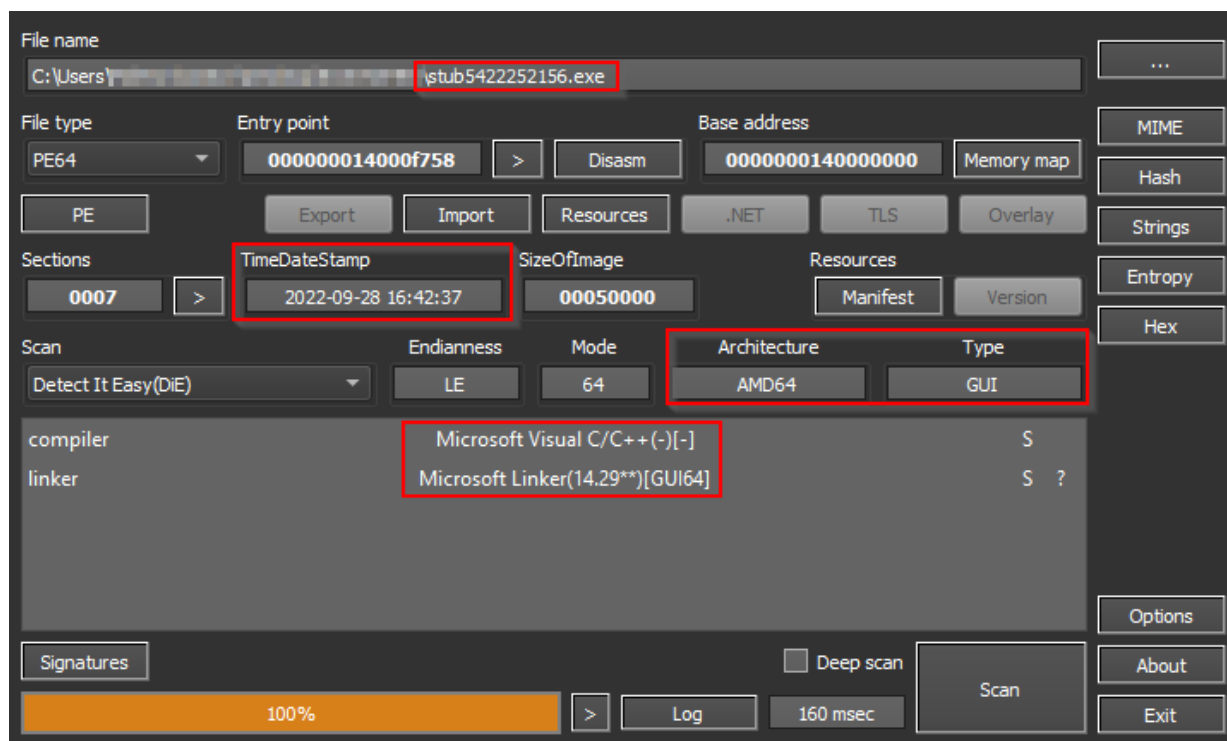 File name
C:\Users\ \stub5422252156.exe ...
File type Entry point Base address MIME
PE64 000000014000f758 > Disasm 0000000140000000 Memory map Hash
PE Export Import Resources .NET TLS Overlay Strings
Sections TimeDateStamp SizeOfImage Resources Entropy
0007 > 2022-09-28 16:42:37 00050000 Manifest Version Hex
Scan Endianness Mode Architecture Type
Detect It Easy(DiE) LE 64 AMD64 GUI
compiler Microsoft Visual C/C++(-)[-] S
linker Microsoft Linker(14.29**)[GUI64] S ?
Options
Signatures Deep scan Scan About
100% > Log 160 msec Exit